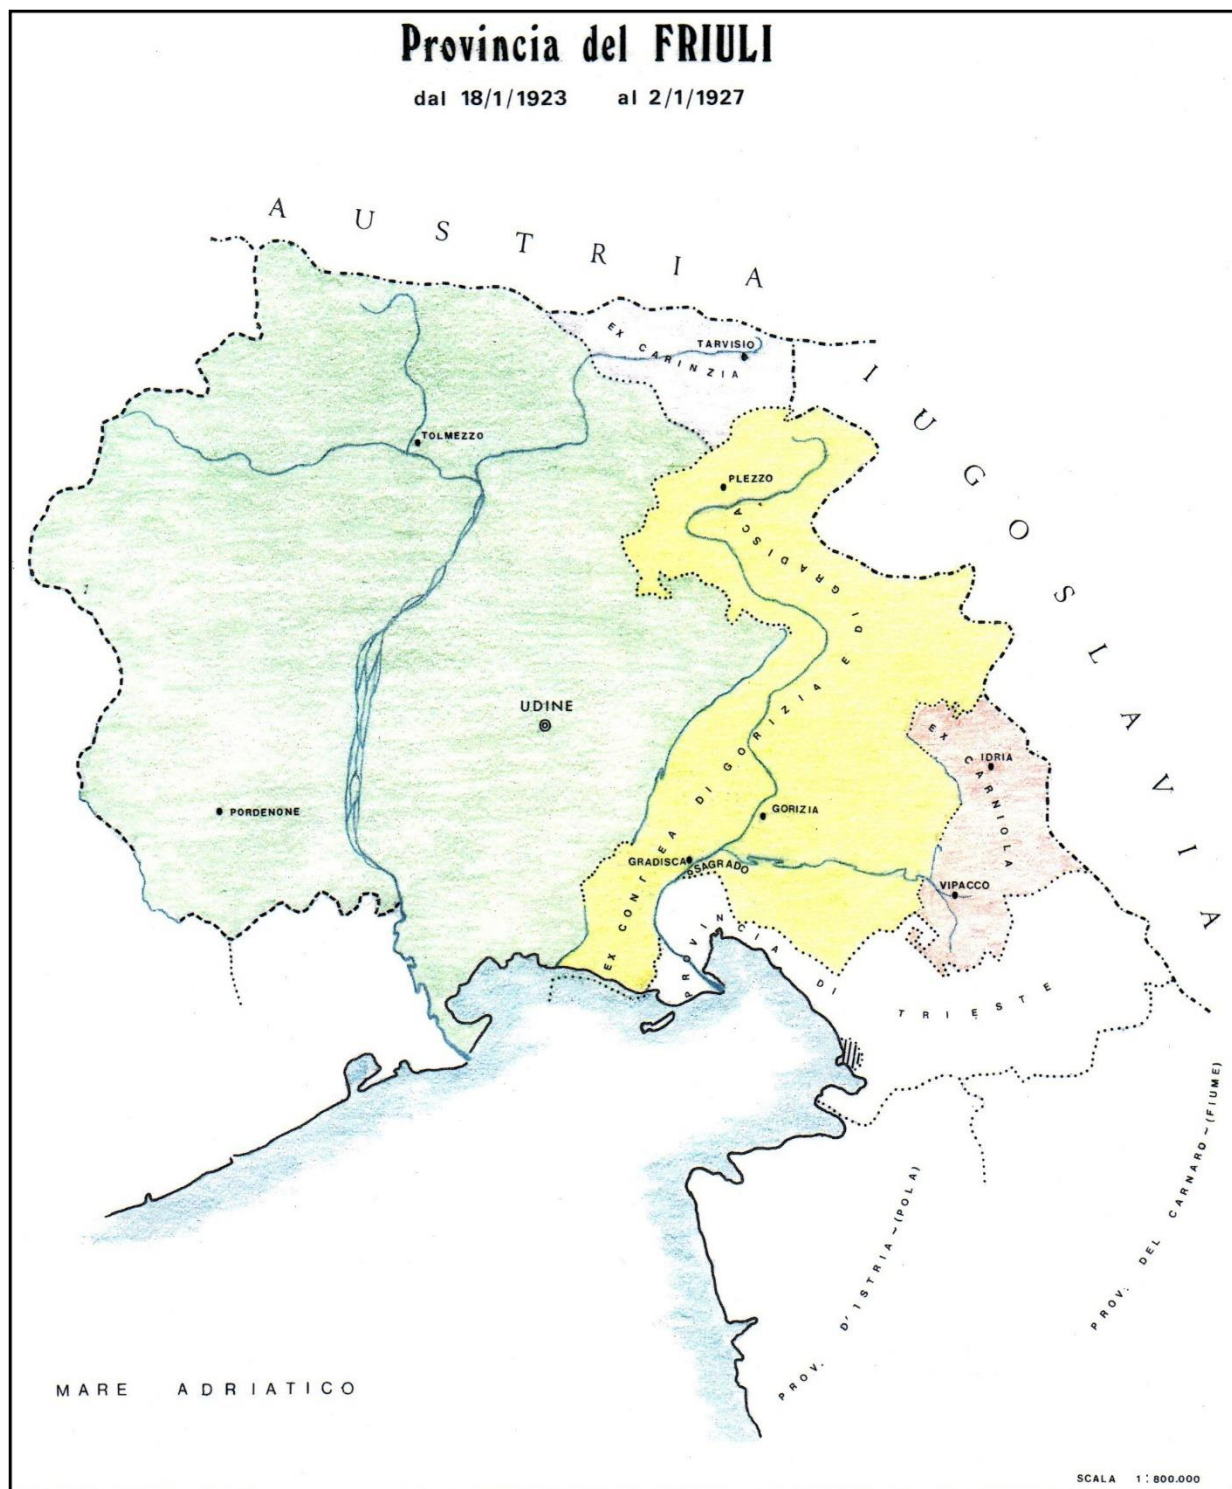 Provincia del FRIULI
dal 18/1/1923 al 2/1/1927
AUSTRIA
EX CARINZIA
TARVISIO
IUGOSLAVIA
TOLMEZZO
PLEZZO
EX CONTEA DI GORIZIA E DI GRADISCA
UDINE
EX CARNIOLA
IDRIA
PORDENONE
GORIZIA
GRADISCA
PSAGRADO
VIPACCO
PROVINCIA DI TRIESTE
PROV. D'ISTRIA-(POLA)
PROV. DEL CARNARO-(FIUME)
MARE ADRIATICO
SCALA 1:800.000